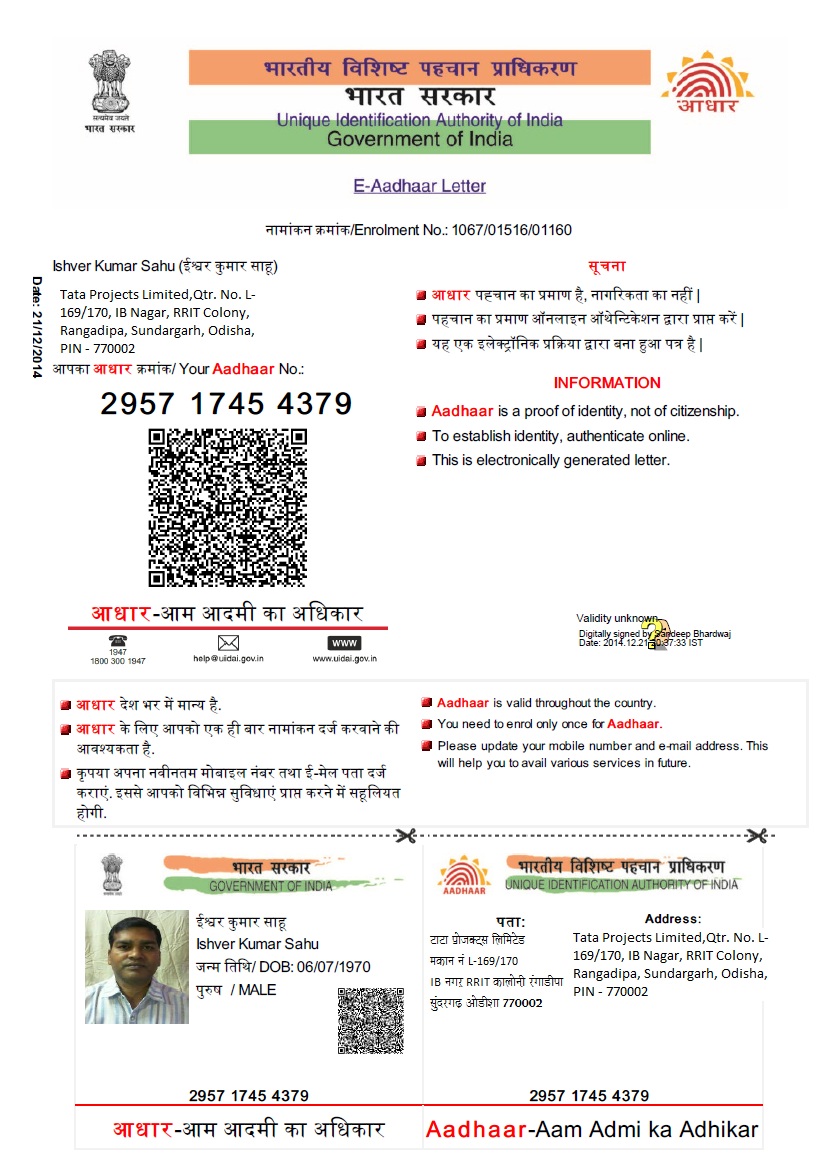 भारतीय विशिष्ट पहचान प्राधिकरण
भारत सरकार
Unique Identification Authority of India
Government of India
सत्यमेव जयते
भारत सरकार
आधार
E-Aadhaar Letter
नामांकन क्रमांक/Enrolment No.: 1067/01516/01160
Date: 21/12/2014
Ishver Kumar Sahu (ईश्वर कुमार साहू)
Tata Projects Limited,Qtr. No. L-
169/170, IB Nagar, RRIT Colony,
Rangadipa, Sundargarh, Odisha,
PIN - 770002
आपका आधार क्रमांक/ Your Aadhaar No.:
2957 1745 4379
आधार-आम आदमी का अधिकार
1947
1800 300 1947
help@uidai.gov.in
www
www.uidai.gov.in
सूचना
आधार पहचान का प्रमाण है, नागरिकता का नहीं |
पहचान का प्रमाण ऑनलाइन ऑथेन्टिकेशन द्वारा प्राप्त करें |
यह एक इलेक्ट्रॉनिक प्रक्रिया द्वारा बना हुआ पत्र है |
INFORMATION
Aadhaar is a proof of identity, not of citizenship.
To establish identity, authenticate online.
This is electronically generated letter.
Validity unknown
Digitally signed by Sandeep Bhardwaj
Date: 2014.12.21 :37:33 IST
आधार देश भर में मान्य है.
आधार के लिए आपको एक ही बार नामांकन दर्ज करवाने की
आवश्यकता है.
कृपया अपना नवीनतम मोबाइल नंबर तथा ई-मेल पता दर्ज
कराएं. इससे आपको विभिन्न सुविधाएं प्राप्त करने में सहूलियत
होगी.
Aadhaar is valid throughout the country.
You need to enrol only once for Aadhaar.
Please update your mobile number and e-mail address. This
will help you to avail various services in future.
भारत सरकार
GOVERNMENT OF INDIA
ईश्वर कुमार साहू
Ishver Kumar Sahu
जन्म तिथि/ DOB: 06/07/1970
पुरुष / MALE
2957 1745 4379
आधार-आम आदमी का अधिकार
AADHAAR
भारतीय विशिष्ट पहचान प्राधिकरण
UNIQUE IDENTIFICATION AUTHORITY OF INDIA
पता:
टाटा प्रोजक्ट्स लिमिटेड
मकान नं L-169/170
IB नगर RRIT कालोनी रंगाडीपा
सुंदरगढ़ ओडीशा 770002
Address:
Tata Projects Limited,Qtr. No. L-
169/170, IB Nagar, RRIT Colony,
Rangadipa, Sundargarh, Odisha,
PIN - 770002
2957 1745 4379
Aadhaar-Aam Admi ka Adhikar